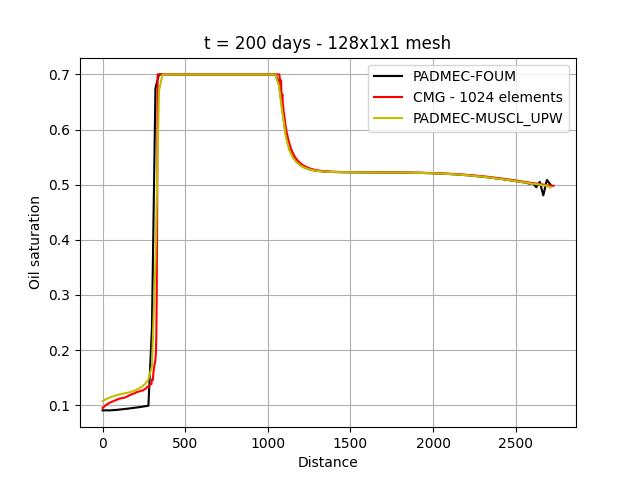 t = 200 days - 128x1x1 mesh
PADMEC-FOUM
CMG - 1024 elements
PADMEC-MUSCL_UPW
Oil saturation
0.7
0.6
0.5
0.4
0.3
0.2
0.1
0 500 1000 1500 2000 2500
Distance